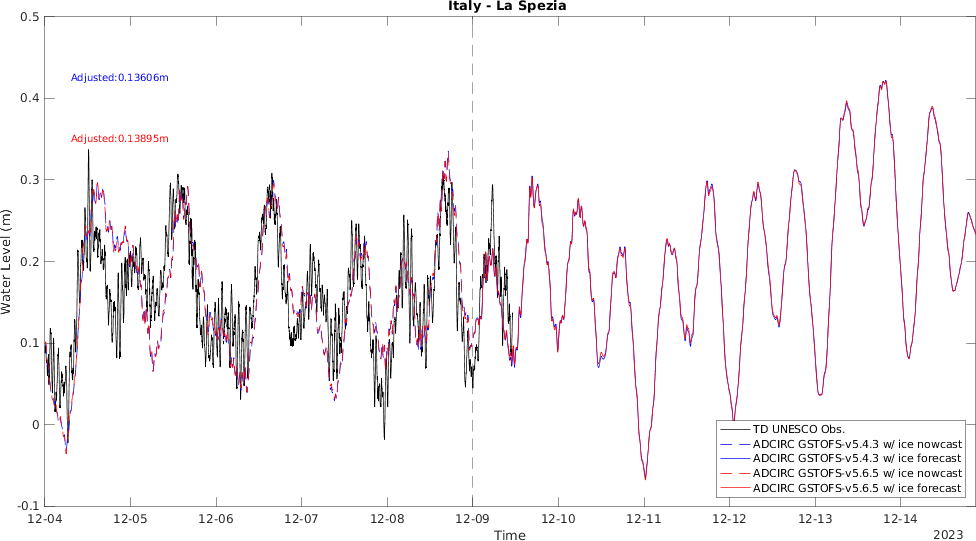 Italy - La Spezia
0.5
Adjusted:0.13606m
0.4
Adjusted:0.13895m
0.3
0.2
0.1
0
-0.1
Water Level (m)
TD UNESCO Obs.
ADCIRC GSTOFS-v5.4.3 w/ ice nowcast
ADCIRC GSTOFS-v5.4.3 w/ ice forecast
ADCIRC GSTOFS-v5.6.5 w/ ice nowcast
ADCIRC GSTOFS-v5.6.5 w/ ice forecast
12-04 12-05 12-06 12-07 12-08 12-09 12-10 12-11 12-12 12-13 12-14
Time
2023